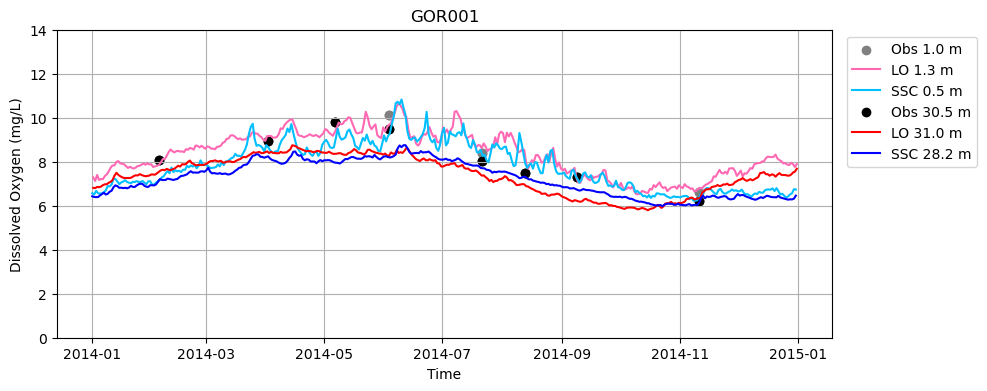 GOR001
Dissolved Oxygen (mg/L)
14
12
10
8
6
4
2
0
2014-01
2014-03
2014-05
2014-07
2014-09
2014-11
2015-01
Time
Obs 1.0 m
LO 1.3 m
SSC 0.5 m
Obs 30.5 m
LO 31.0 m
SSC 28.2 m